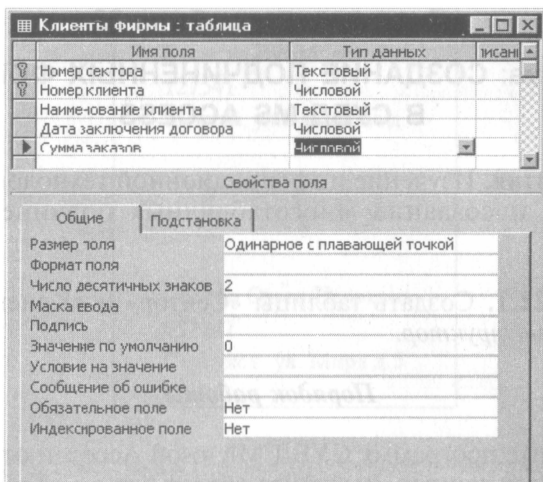 Клиенты фирмы : таблица
Имя поля Тип данных
Номер сектора Текстовый
Номер клиента Числовой
Наименование клиента Текстовый
Дата заключения договора Числовой
Сумма заказов Числовой
Свойства поля
Общие Подстановка
Размер поля Одинарное с плавающей точкой
Формат поля
Число десятичных знаков 2
Маска ввода
Подпись
Значение по умолчанию 0
Условие на значение
Сообщение об ошибке
Обязательное поле Нет
Индексированное поле Нет